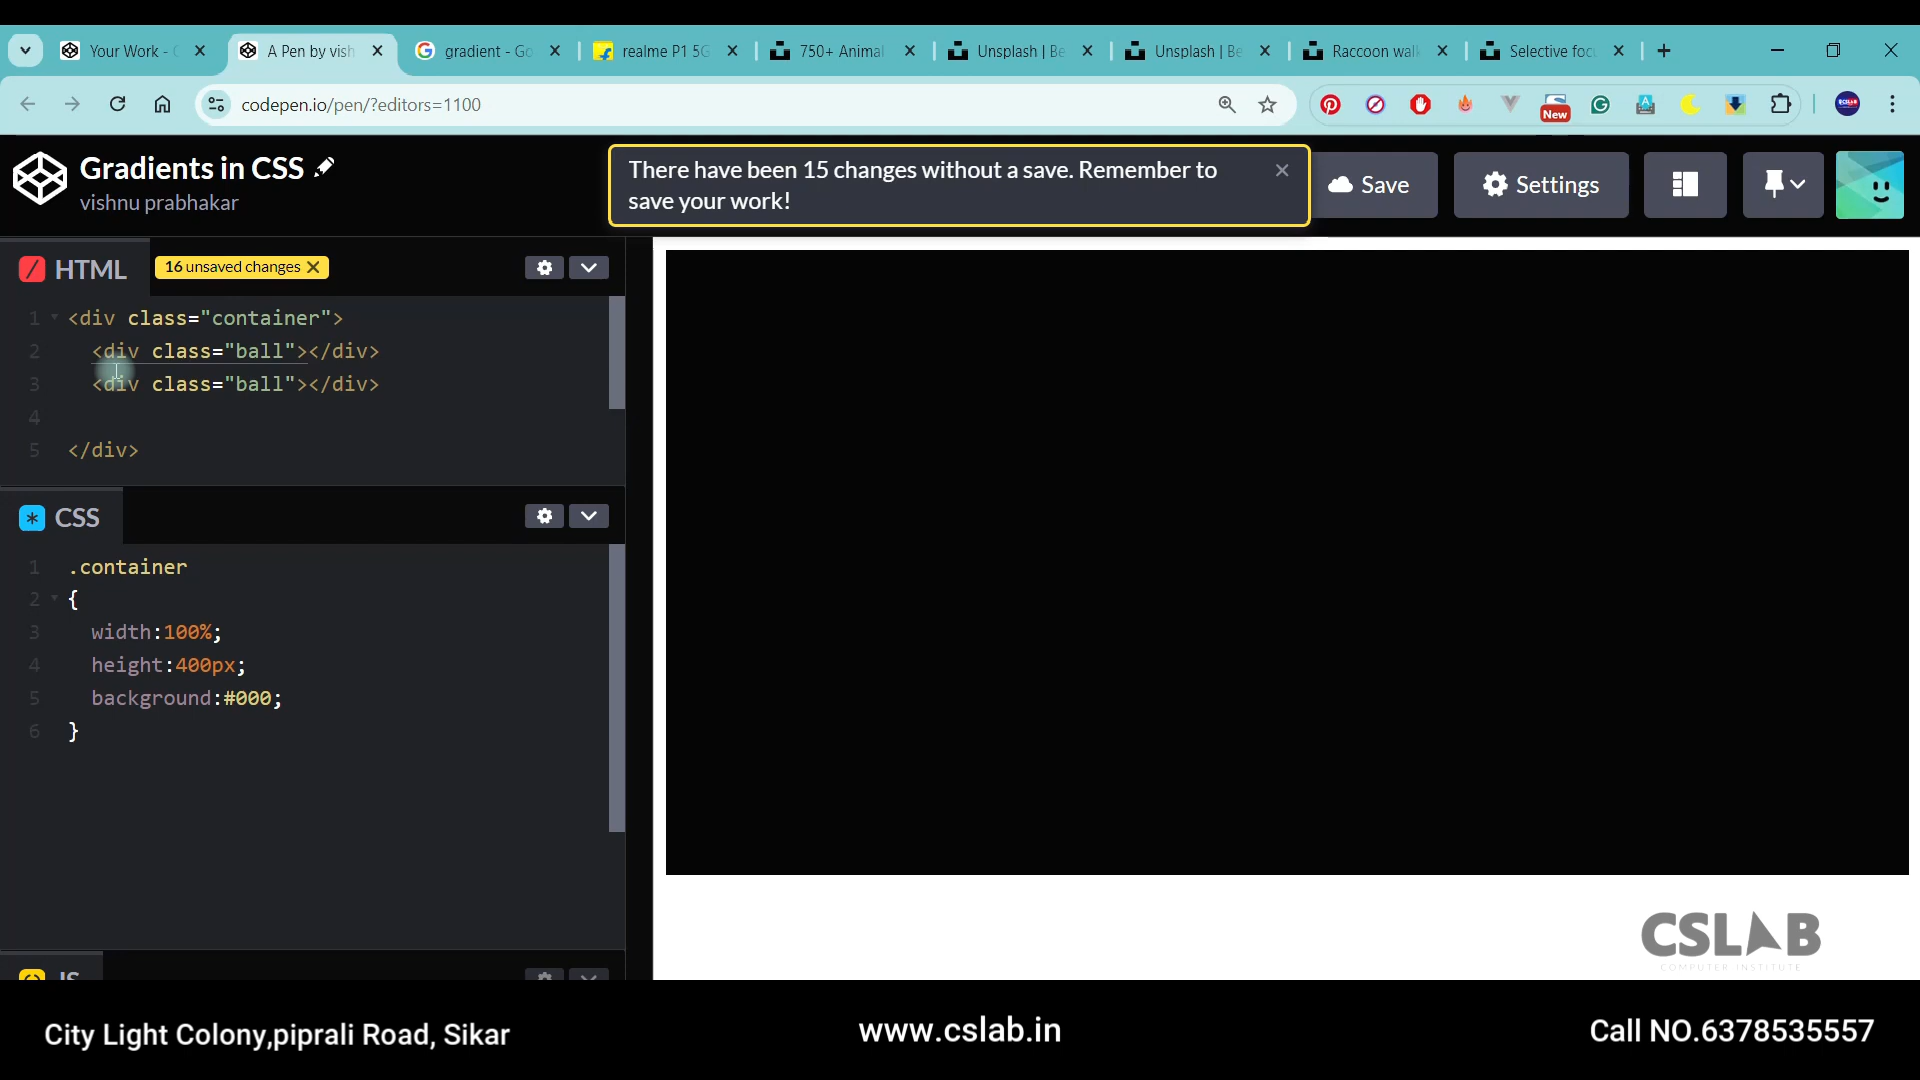 Your Work - C
A Pen by vish
gradient - Go
realme P1 5G
750+ Animal
Unsplash | Be
Unsplash | Be
Raccoon walk
Selective focu
codepen.io/pen/?editors=1100
New
Gradients in CSS
vishnu prabhakar
There have been 15 changes without a save. Remember to
save your work!
Save
Settings
HTML
16 unsaved changes
1 <div class="container">
2 <div class="ball"></div>
3 <div class="ball"></div>
4
5 </div>
CSS
1 .container
2 {
3 width:100%;
4 height:400px;
5 background:#000;
6 }
JS
CSLAB
COMPUTER INSTITUTE
City Light Colony,piprali Road, Sikar
www.cslab.in
Call NO.6378535557